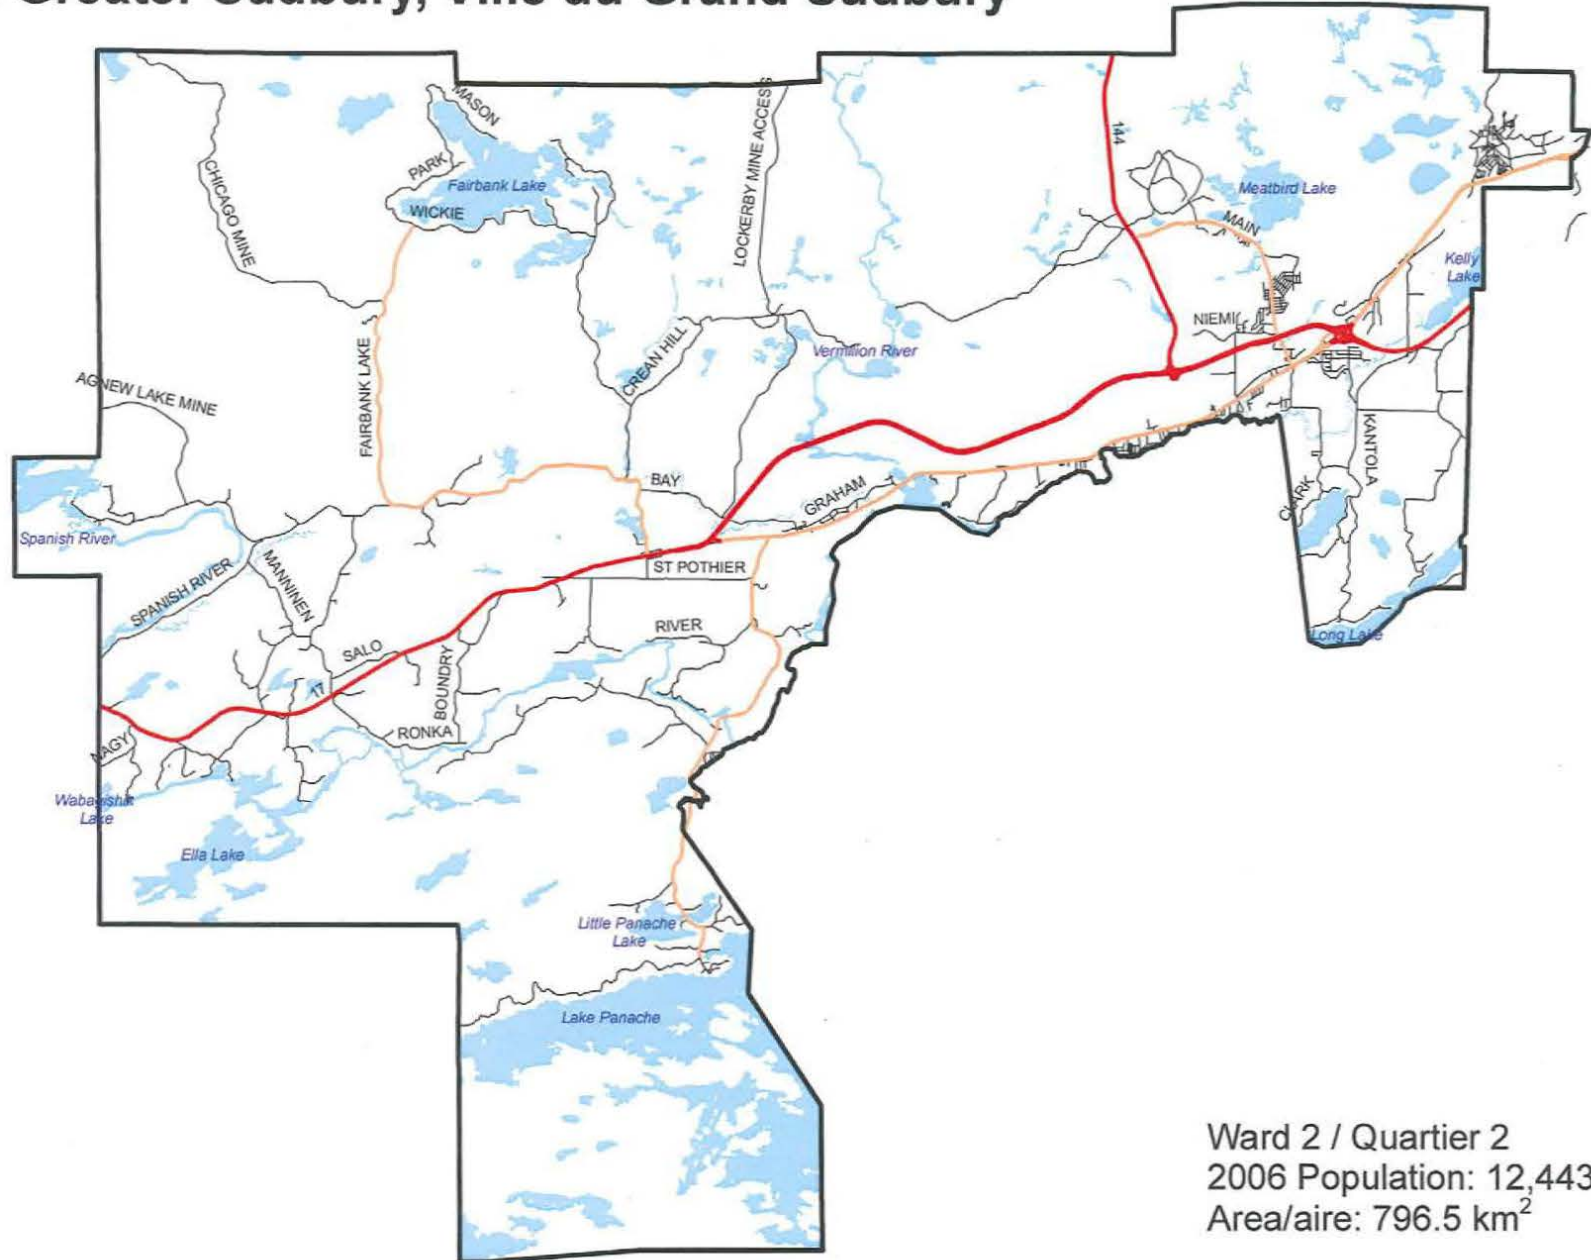 Greater Sudbury, Ville du Grand Sudbury
MASON
LOCKERBY MINE ACCESS
144
PARK
CHICAGO MINE
Fairbank Lake
Meatbird Lake
WICKIE
MAIN
Kelly
Lake
NIEMI
FAIRBANK LAKE
CREAN HILL
Vermilion River
AGNEW LAKE MINE
KANTOLA
BAY
GRAHAM
CLARK
Spanish River
17
ST POTHIER
SPANISH RIVER
MANNINEN
RIVER
Long Lake
SALO
BOUNDRY
17
RONKA
NAGY
Lake
Ella Lake
Little Panache
Lake
Lake Panache
Ward 2 / Quartier 2
2006 Population: 12,443
Area/aire: 796.5 km²